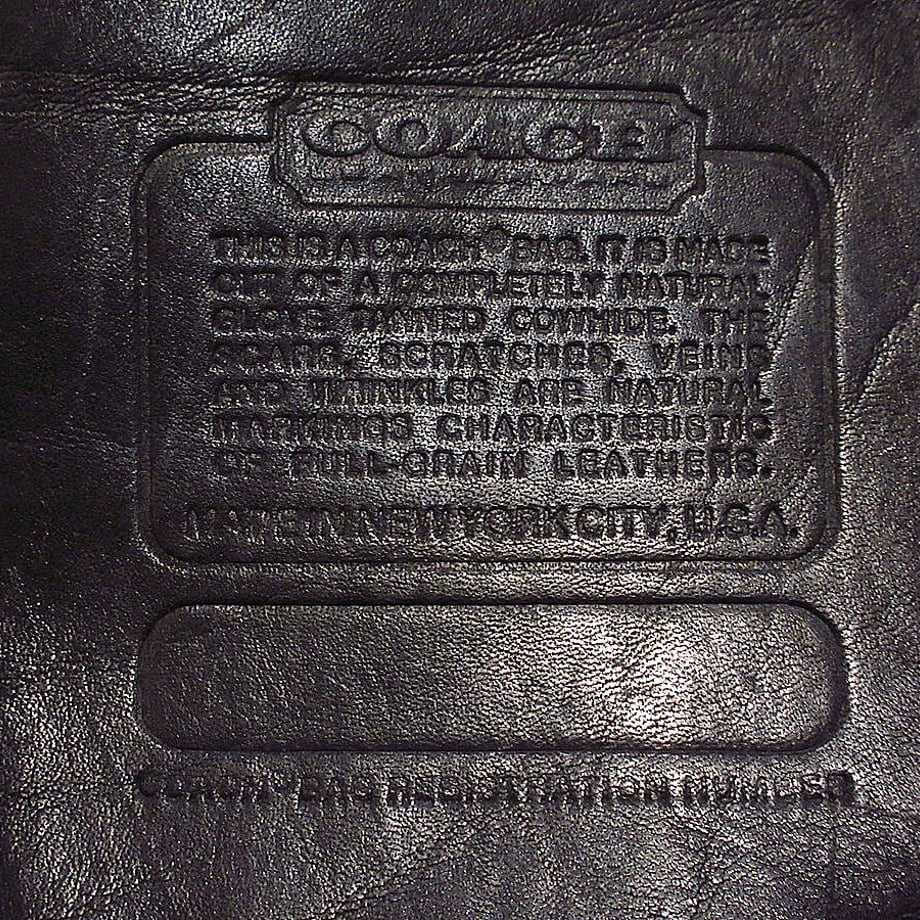 COACH
THIS IS A COACH® BAG. IT IS MADE
OUT OF A COMPLETELY NATURAL
GLOVE TANNED COWHIDE. THE
SCARS, SCRATCHES, VEINS
AND WRINKLES ARE NATURAL
MARKINGS CHARACTERISTIC
OF FULL-GRAIN LEATHERS.
MADE IN NEW YORK CITY, U.S.A.
COACH® BAG REGISTRATION NUMBER